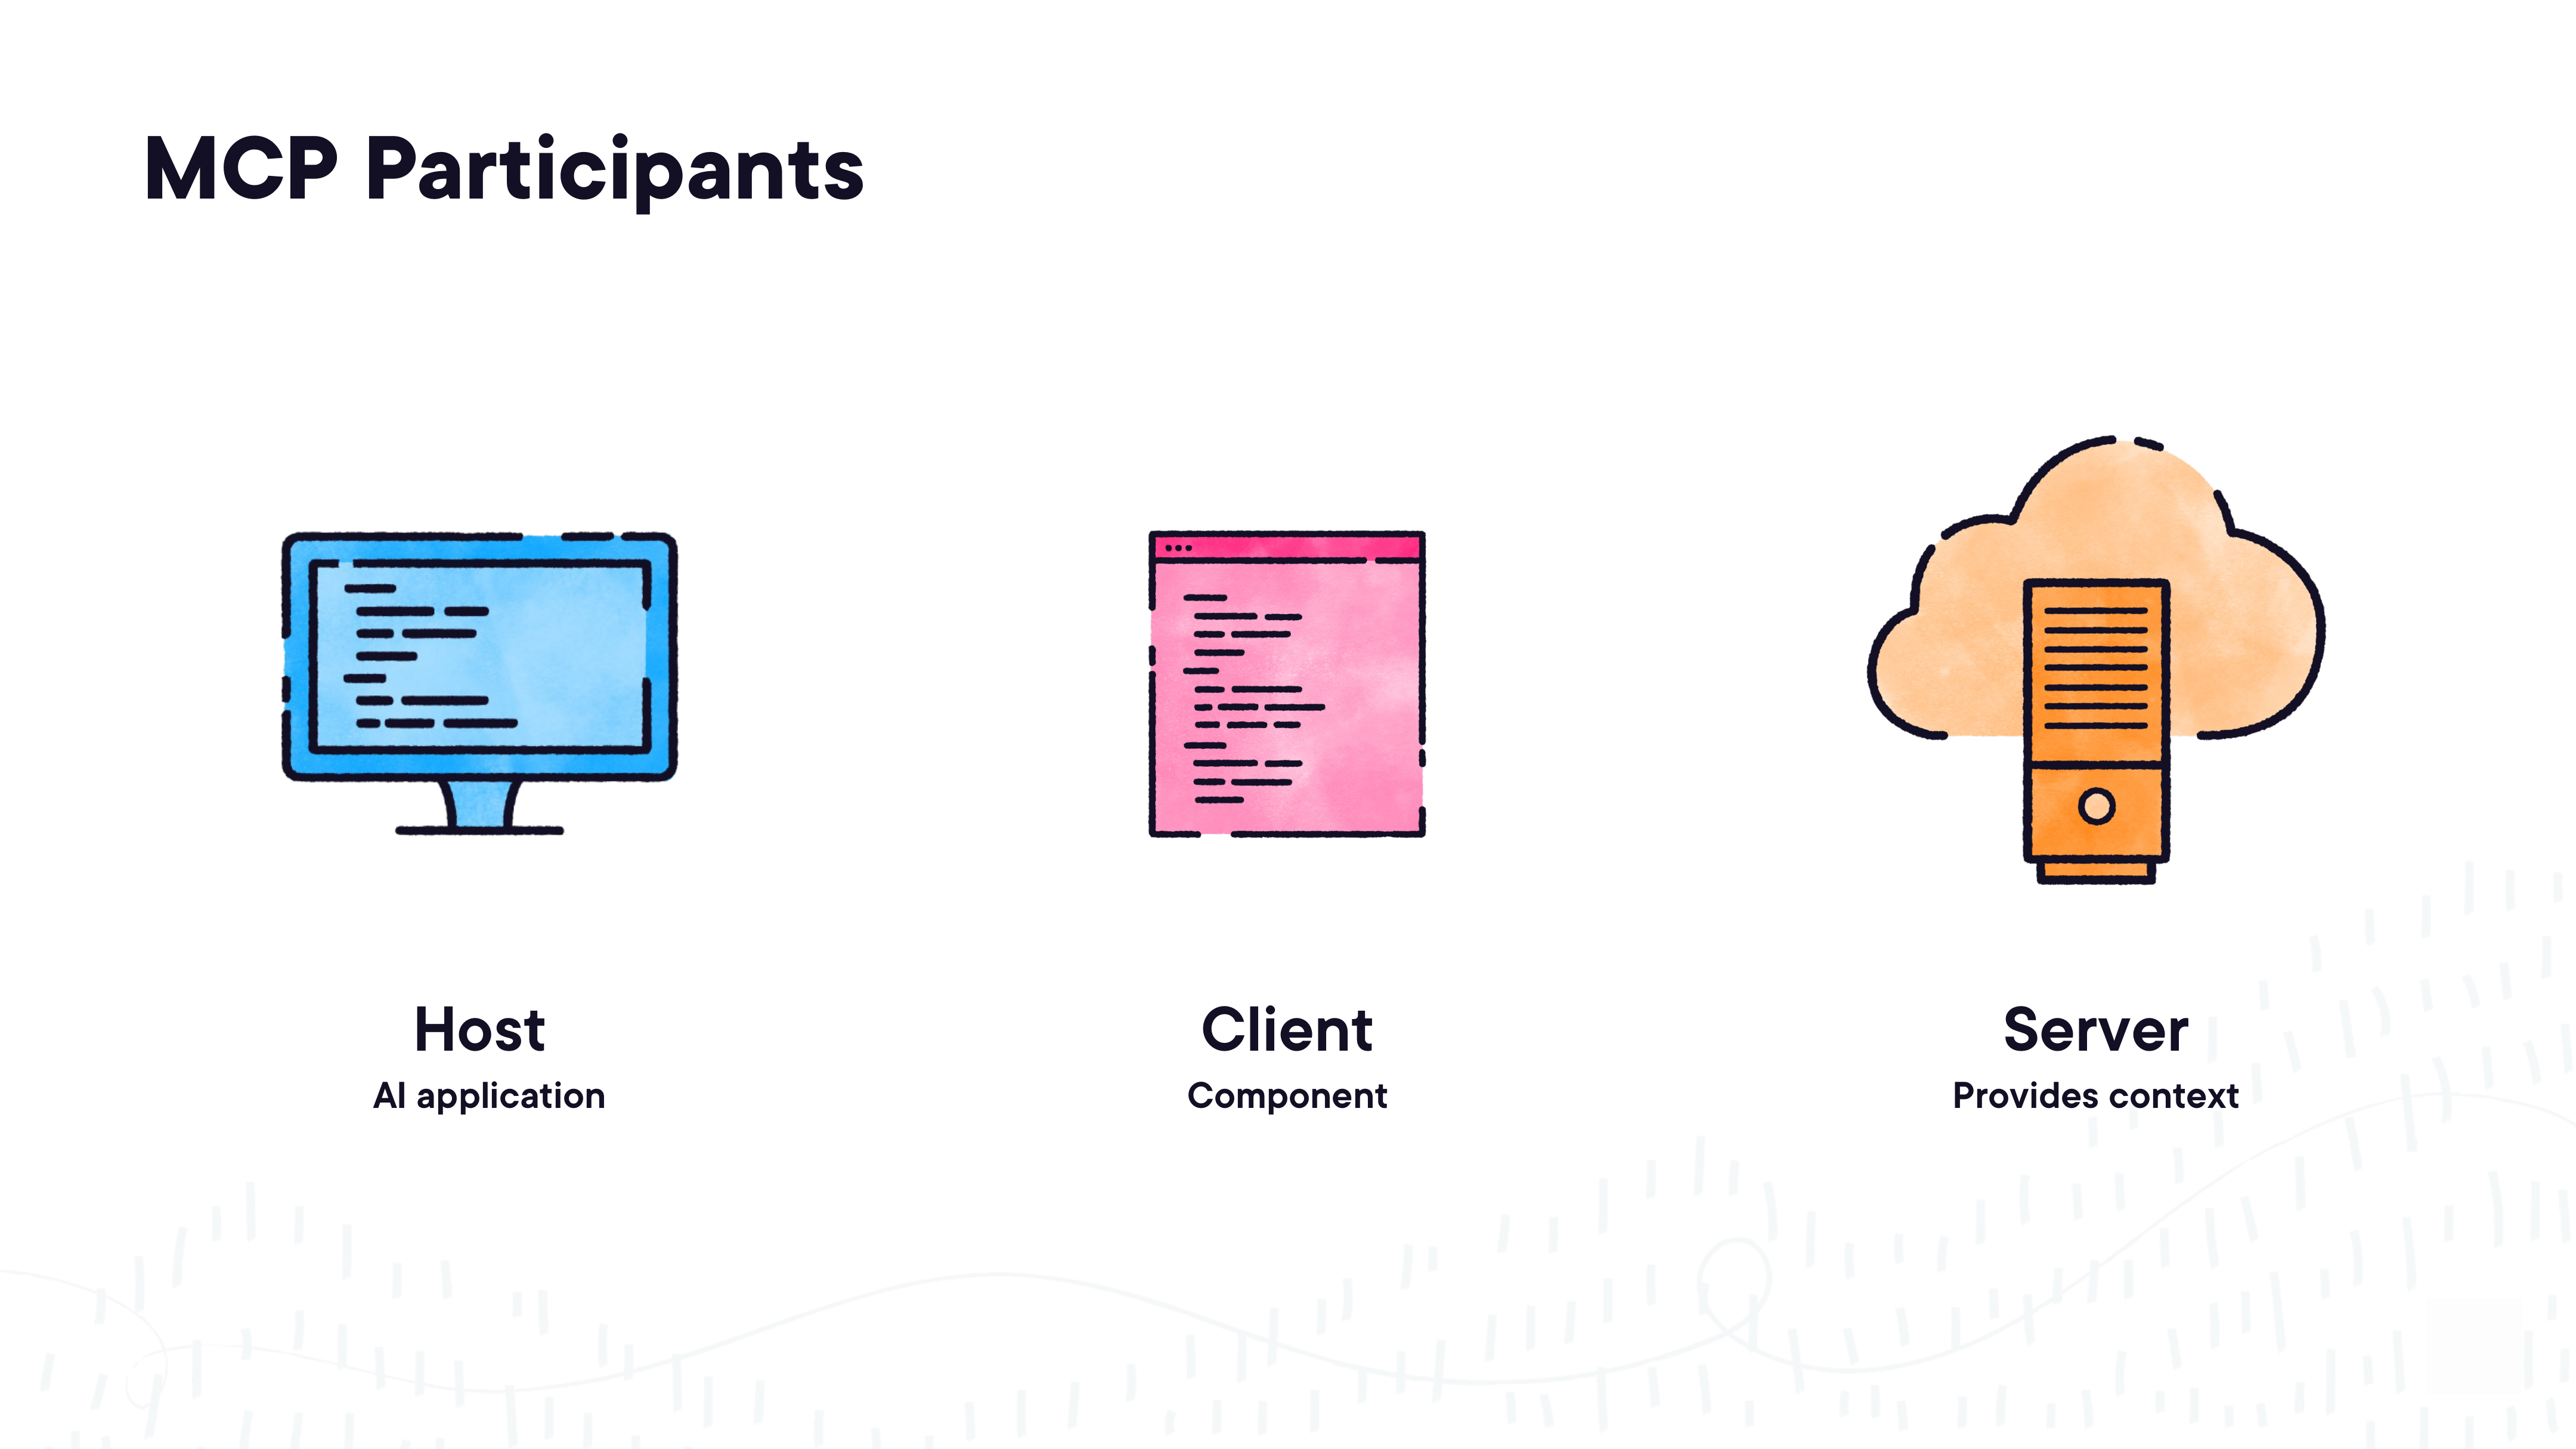 MCP Participants
Host
AI application
Client
Component
Server
Provides context